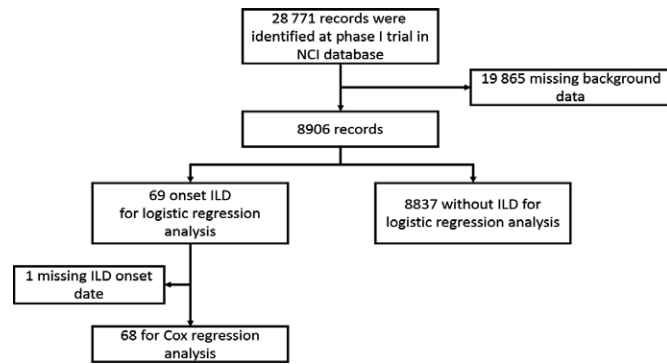 28 771 records were
identified at phase I trial in
NCI database
19 865 missing background
data
8906 records
69 onset ILD
for logistic regression
analysis
8837 without ILD for
logistic regression analysis
1 missing ILD onset
date
68 for Cox regression
analysis